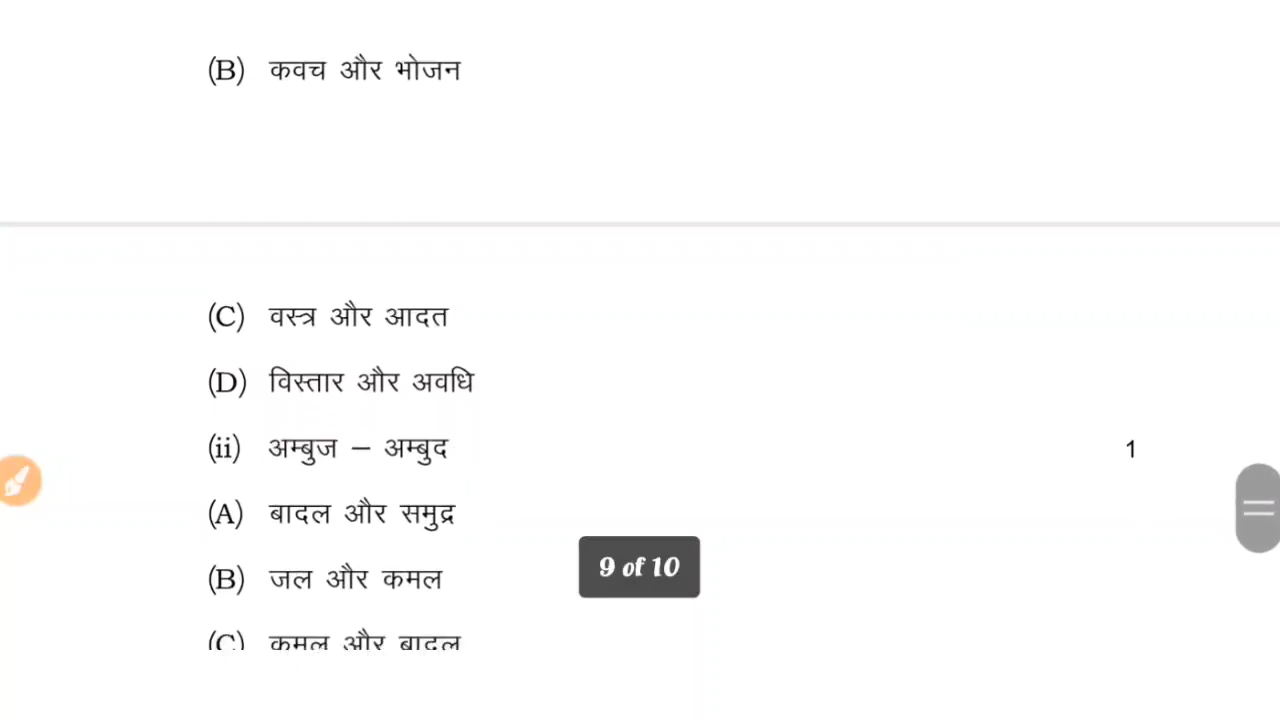 (B) कवच और भोजन
(C) वस्त्र और आदत
(D) विस्तार और अवधि
(ii) अम्बुज – अम्बुद 1
(A) बादल और समुद्र
9 of 10
(B) जल और कमल
(C) कमल और बादल